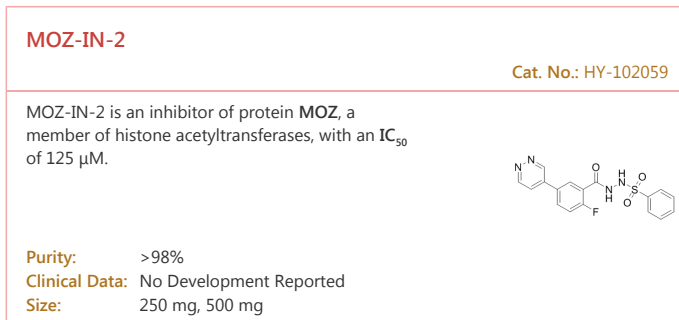 MOZ-IN-2
Cat. No.: HY-102059
MOZ-IN-2 is an inhibitor of protein MOZ, a
member of histone acetyltransferases, with an IC50
of 125 μM.
N N
O
H
N
N
H
O
S
O
F
Purity: >98%
Clinical Data: No Development Reported
Size: 250 mg, 500 mg